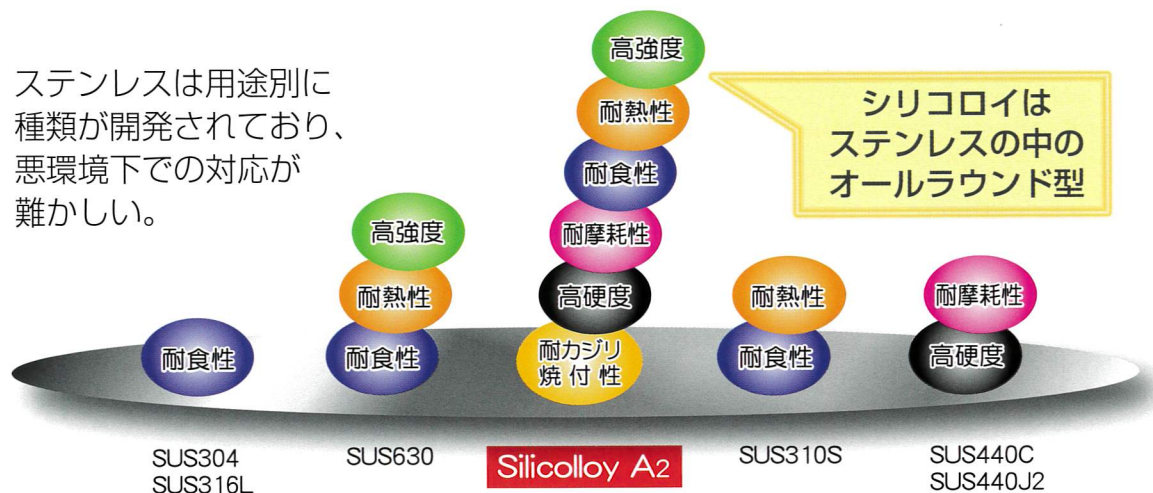 ステンレスは用途別に
種類が開発されており、
悪環境下での対応が
難かしい。
シリコロイは
ステンレスの中の
オールラウンド型
耐食性
SUS304
SUS316L
高強度
耐熱性
耐食性
SUS630
高強度
耐熱性
耐食性
耐摩耗性
高硬度
耐カジリ
焼付性
Silicolloy A2
耐熱性
耐食性
SUS310S
耐摩耗性
高硬度
SUS440C
SUS440J2